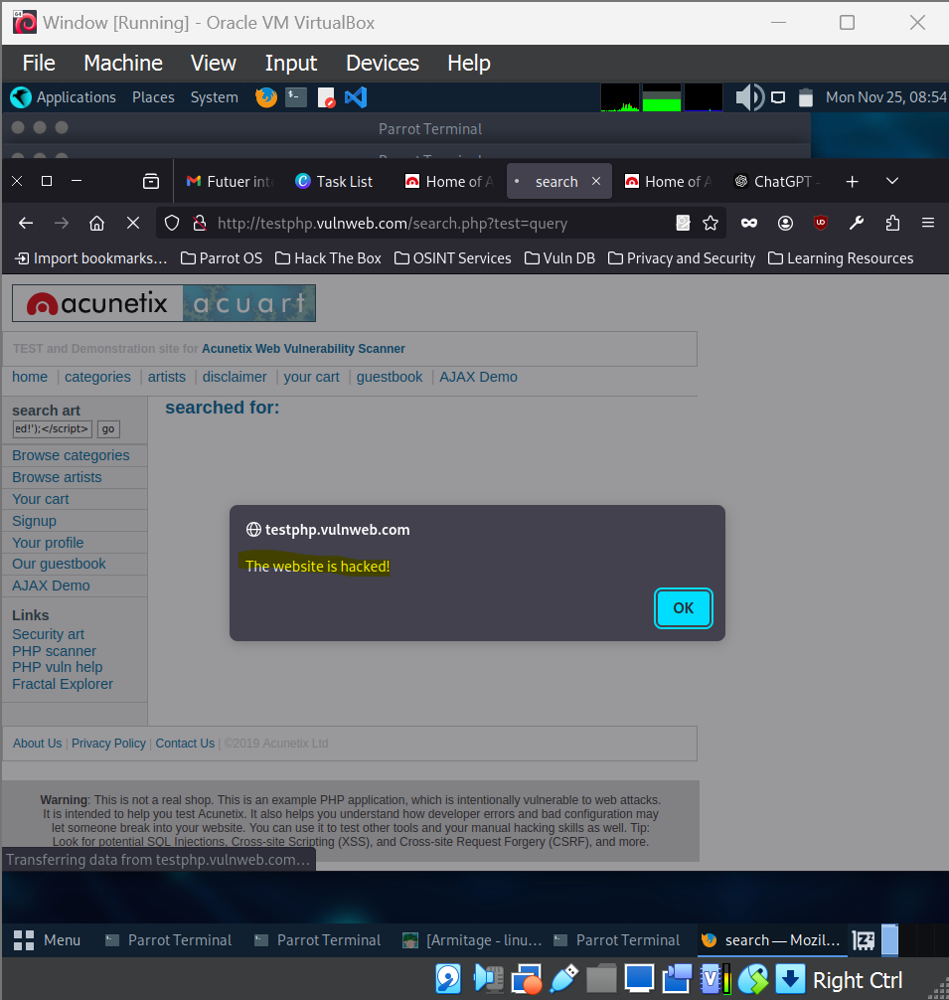 Window [Running] - Oracle VM VirtualBox
File Machine View Input Devices Help
Applications Places System Mon Nov 25, 08:54
Parrot Terminal
Futuer inte Task List Home of A search Home of A ChatGPT -
http://testphp.vulnweb.com/search.php?test=query
Import bookmarks... Parrot OS Hack The Box OSINT Services Vuln DB Privacy and Security Learning Resources
acunetix acuart
TEST and Demonstration site for Acunetix Web Vulnerability Scanner
home | categories | artists | disclaimer | your cart | guestbook | AJAX Demo
search art
ed!');</script> go
searched for:
Browse categories
Browse artists
Your cart
Signup
Your profile
Our guestbook
AJAX Demo
Links
Security art
PHP scanner
PHP vuln help
Fractal Explorer
testphp.vulnweb.com
The website is hacked!
OK
About Us | Privacy Policy | Contact Us | ©2019 Acunetix Ltd
Warning: This is not a real shop. This is an example PHP application, which is intentionally vulnerable to web attacks.
It is intended to help you test Acunetix. It also helps you understand how developer errors and bad configuration may
let someone break into your website. You can use it to test other tools and your manual hacking skills as well. Tip:
Look for potential SQL Injections, Cross-site Scripting (XSS), and Cross-site Request Forgery (CSRF), and more.
Transferring data from testphp.vulnweb.com...
Menu Parrot Terminal Parrot Terminal [Armitage - linu... Parrot Terminal search — Mozil...
Right Ctrl